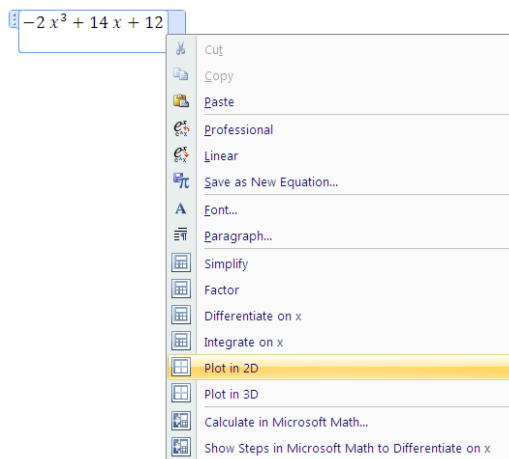 −2 x³ + 14 x + 12
Cut
Copy
Paste
Professional
Linear
Save as New Equation...
Font...
Paragraph...
Simplify
Factor
Differentiate on x
Integrate on x
Plot in 2D
Plot in 3D
Calculate in Microsoft Math...
Show Steps in Microsoft Math to Differentiate on x